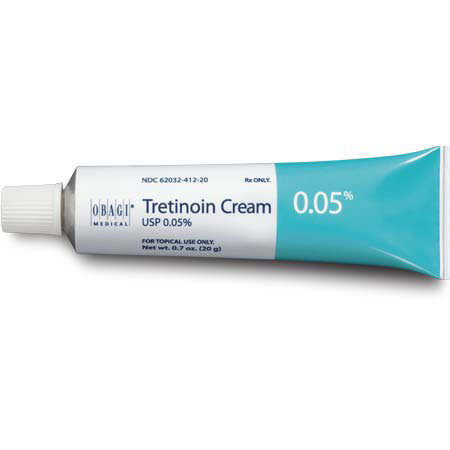 NDC 62032-412-20 Rx ONLY.
OBAGI®
MEDICAL
Tretinoin Cream
USP 0.05%
0.05%
FOR TOPICAL USE ONLY.
Net wt. 0.7 oz. (20 g)